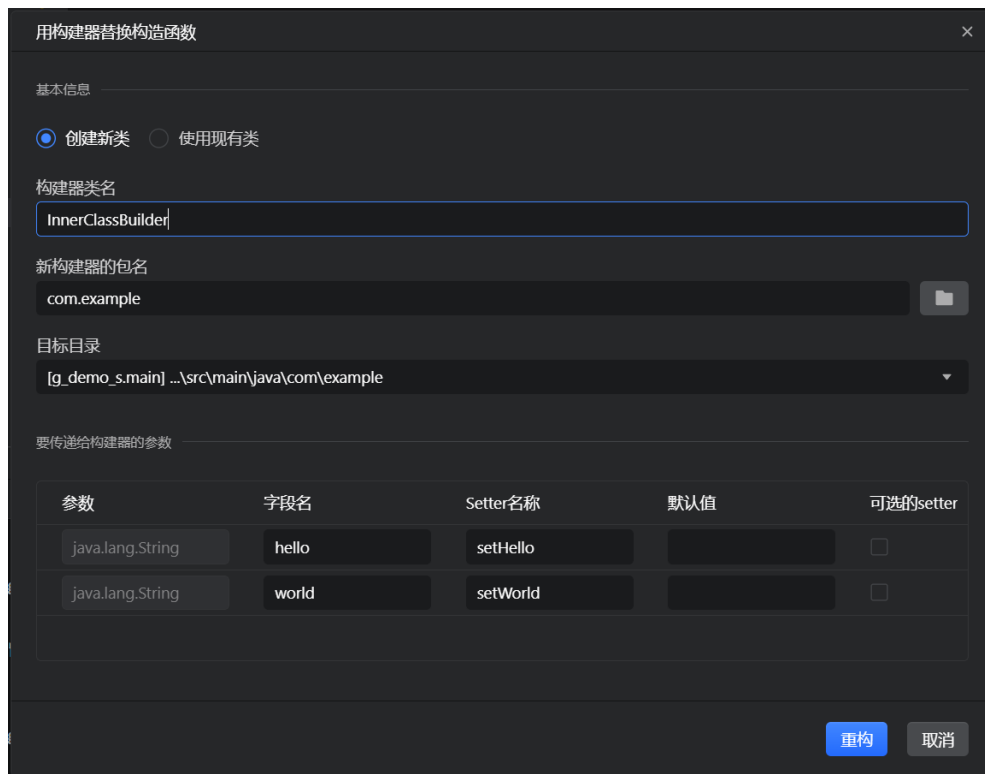 用构建器替换构造函数
基本信息
创建新类 使用现有类
构建器类名
InnerClassBuilder
新构建器的包名
com.example
目标目录
[g_demo_s.main] ...\src\main\java\com\example
要传递给构建器的参数
参数 字段名 Setter名称 默认值 可选的setter
java.lang.String hello setHello
java.lang.String world setWorld
重构 取消